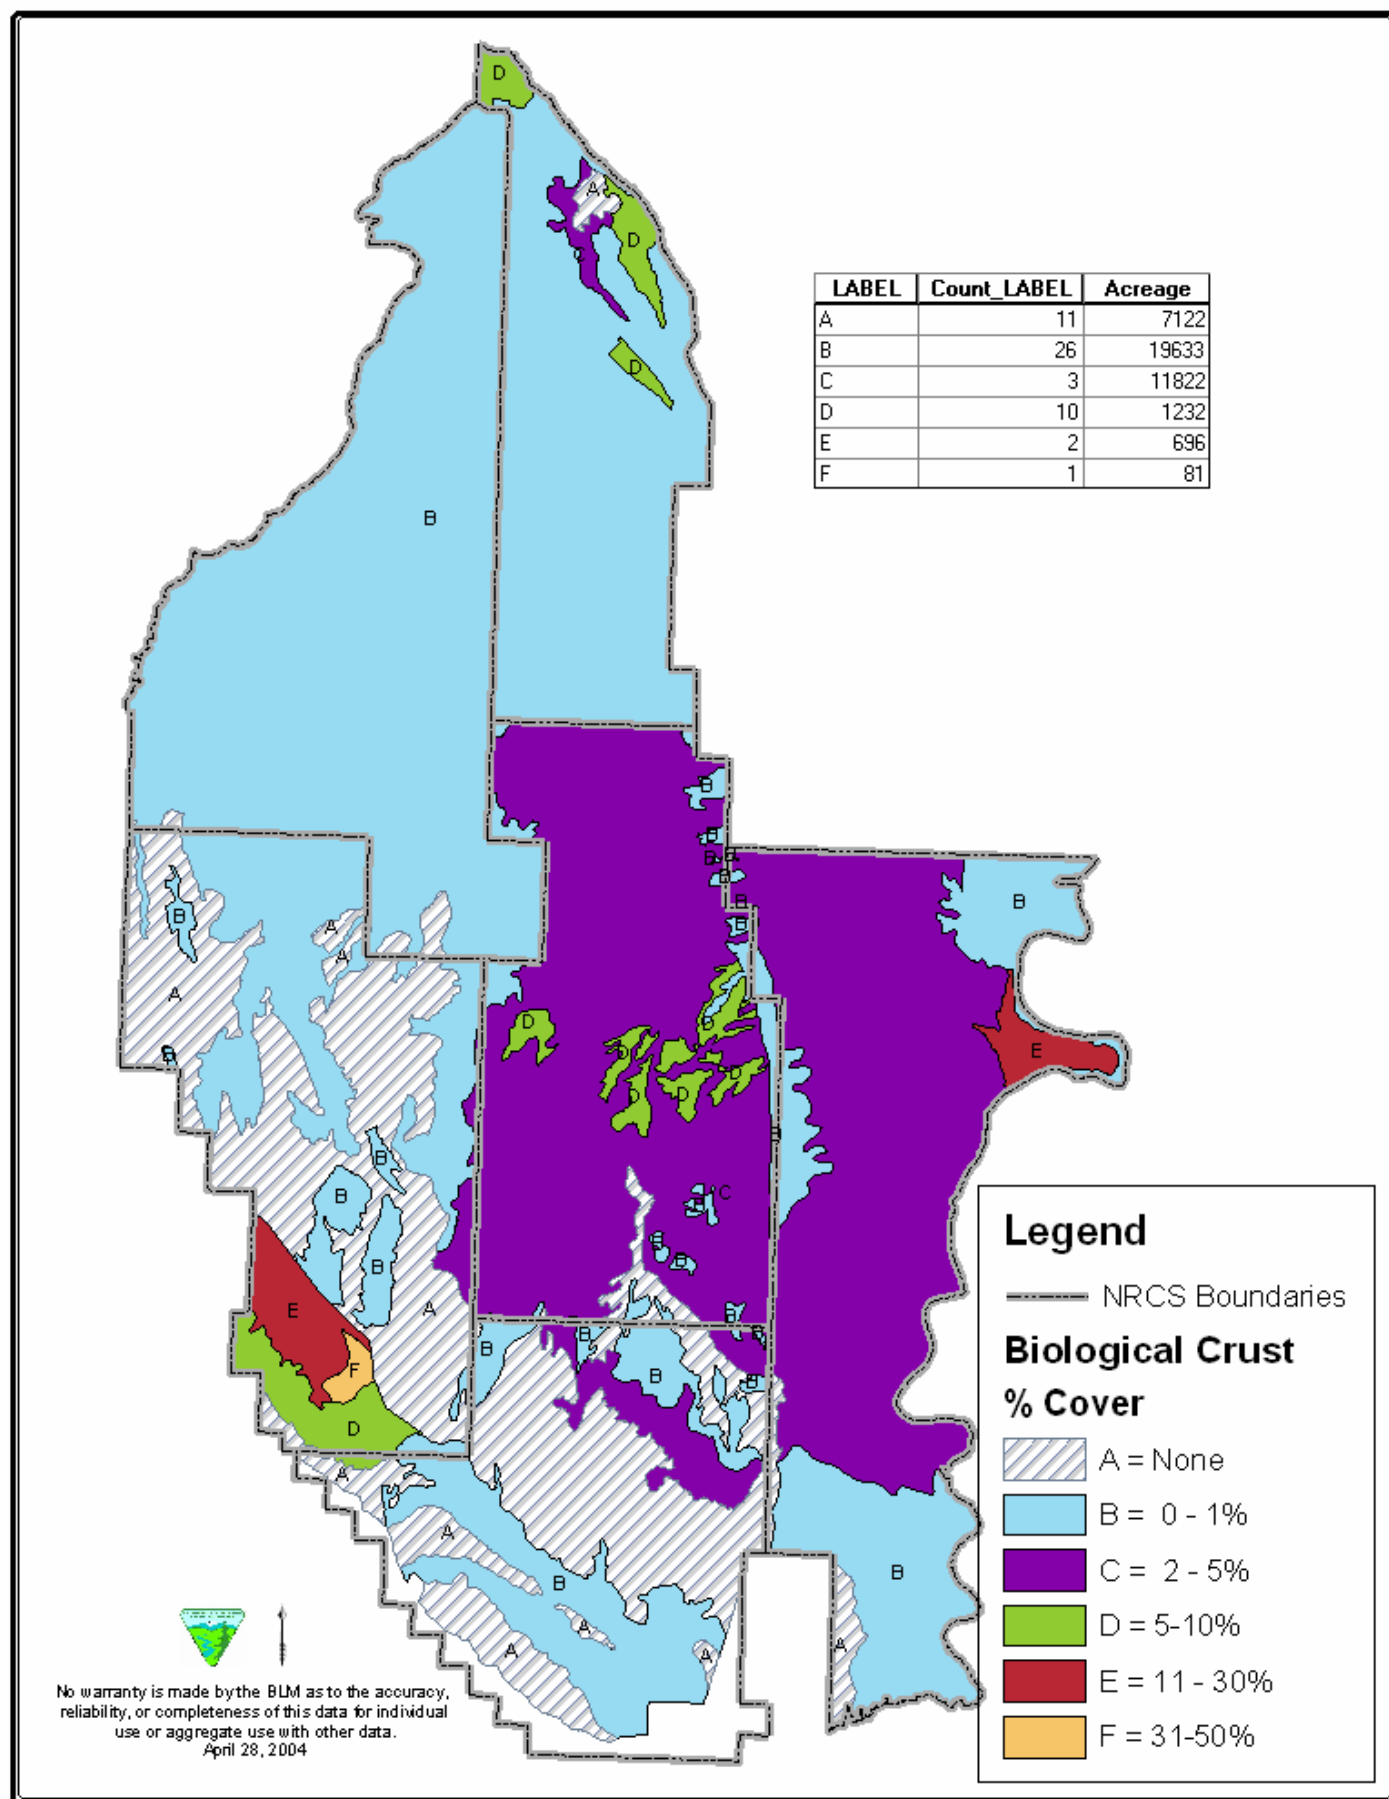 D
A
D
C
D
LABEL Count_LABEL Acreage
A 11 7122
B 26 19633
C 3 11822
D 10 1232
E 2 696
F 1 81
B
B
B
B
B
B
B
B
B
B
A
A
A
D
D
D
E
B
D
D
D
D
B
B
B
C
B
B
B
B
B
E
A
B
B
B
B
F
B
B
D
A
A
B
B
A
A
A
A
Legend
NRCS Boundaries
Biological Crust
% Cover
A = None
B = 0 - 1%
C = 2 - 5%
D = 5-10%
E = 11 - 30%
F = 31-50%
No warranty is made by the BLM as to the accuracy,
reliability, or completeness of this data for individual
use or aggregate use with other data.
April 28, 2004